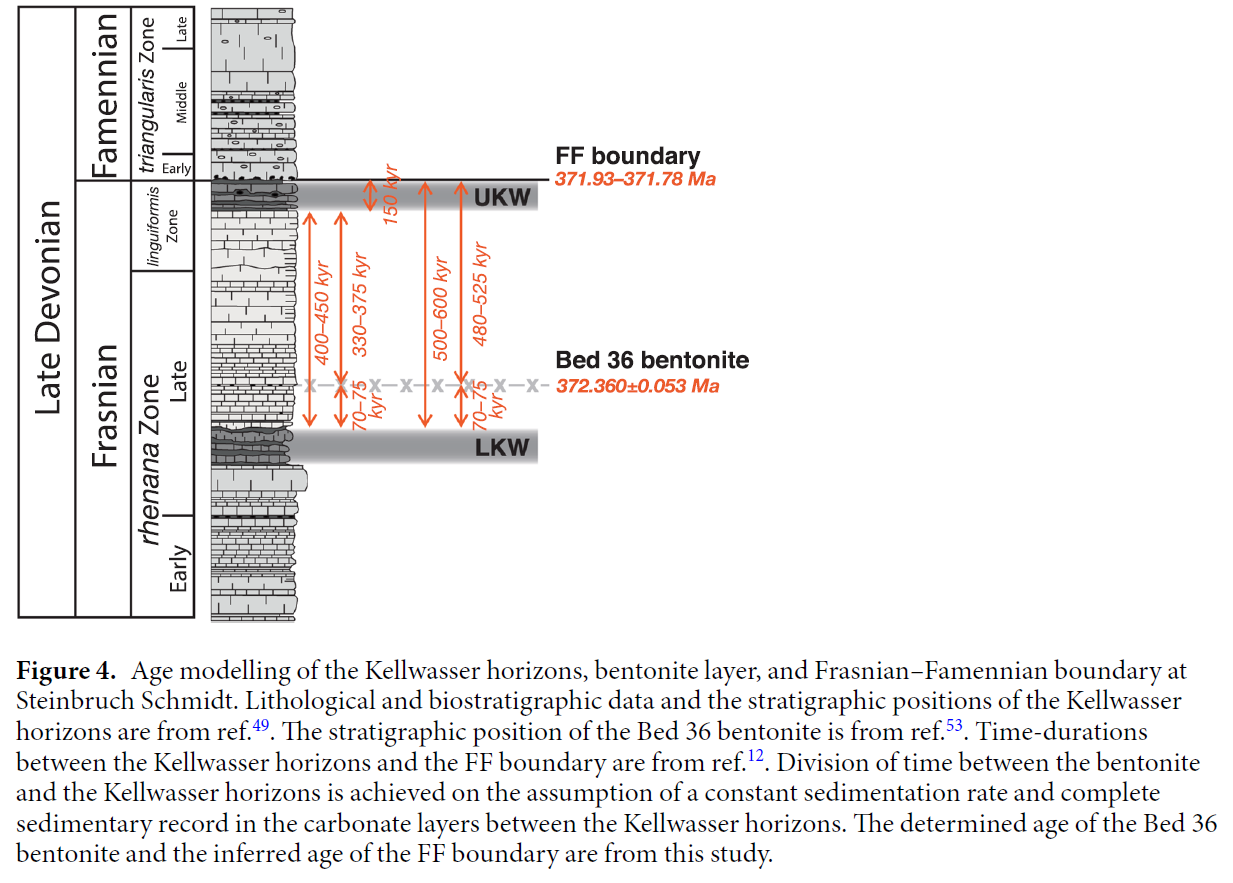 Late Devonian
Famennian
Frasnian
triangularis Zone
Late
Middle
Early
linguiformis
Zone
rhenana Zone
Late
Early
FF boundary
371.93–371.78 Ma
UKW
150 kyr
400–450 kyr
330–375 kyr
500–600 kyr
480–525 kyr
Bed 36 bentonite
372.360±0.053 Ma
X X X X X X X X
70–75
kyr
70–75
kyr
LKW
Figure 4. Age modelling of the Kellwasser horizons, bentonite layer, and Frasnian–Famennian boundary at
Steinbruch Schmidt. Lithological and biostratigraphic data and the stratigraphic positions of the Kellwasser
horizons are from ref.49. The stratigraphic position of the Bed 36 bentonite is from ref.53. Time-durations
between the Kellwasser horizons and the FF boundary are from ref.12. Division of time between the bentonite
and the Kellwasser horizons is achieved on the assumption of a constant sedimentation rate and complete
sedimentary record in the carbonate layers between the Kellwasser horizons. The determined age of the Bed 36
bentonite and the inferred age of the FF boundary are from this study.